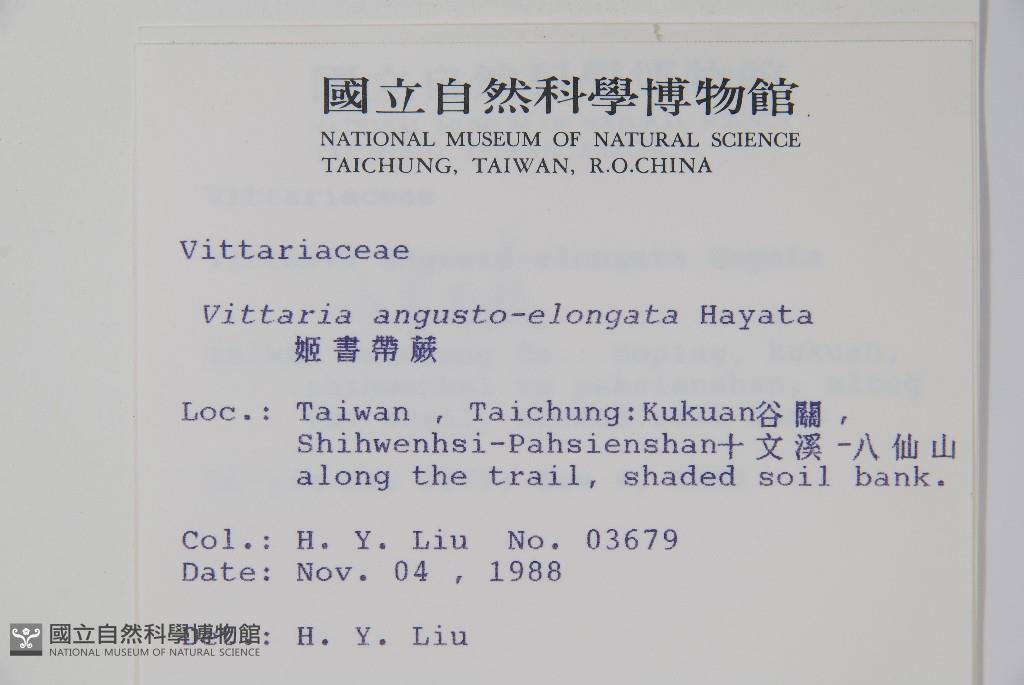 國立自然科學博物館
NATIONAL MUSEUM OF NATURAL SCIENCE
TAICHUNG, TAIWAN, R.O.CHINA
Vittariaceae
Vittaria angusto-elongata Hayata
姬書帶蕨
Loc.: Taiwan , Taichung:Kukuan谷關 ,
Shihwenhsi-Pahsienshan十文溪-八仙山
along the trail, shaded soil bank.
Col.: H. Y. Liu No. 03679
Date: Nov. 04 , 1988
Det.: H. Y. Liu
國立自然科學博物館
NATIONAL MUSEUM OF NATURAL SCIENCE